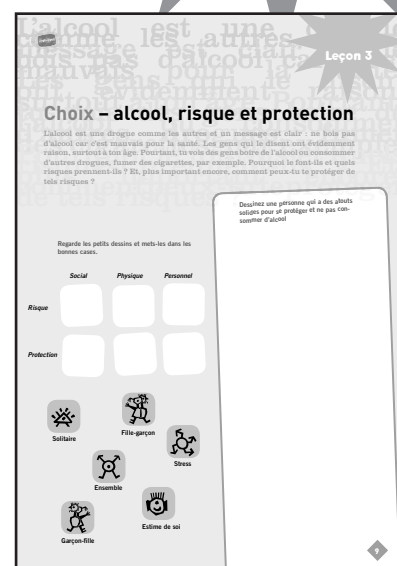 Leçon 3
Choix – alcool, risque et protection
L'alcool est une drogue comme les autres et un message est clair : ne bois pas
d'alcool car c'est mauvais pour la santé. Les gens qui le disent ont évidemment
raison, surtout à ton âge. Pourtant, tu vois des gens boire de l'alcool ou consommer
d'autres drogues, fumer des cigarettes, par exemple. Pourquoi le font-ils et quels
risques prennent-ils ? Et, plus important encore, comment peux-tu te protéger de
tels risques ?
Regarde les petits dessins et mets-les dans les
bonnes cases.
Social Physique Personnel
Risque
Protection
Solitaire
Fille-garçon
Stress
Ensemble
Estime de soi
Garçon-fille
Dessinez une personne qui a des atouts
solides pour se protéger et ne pas con-
sommer d'alcool
9